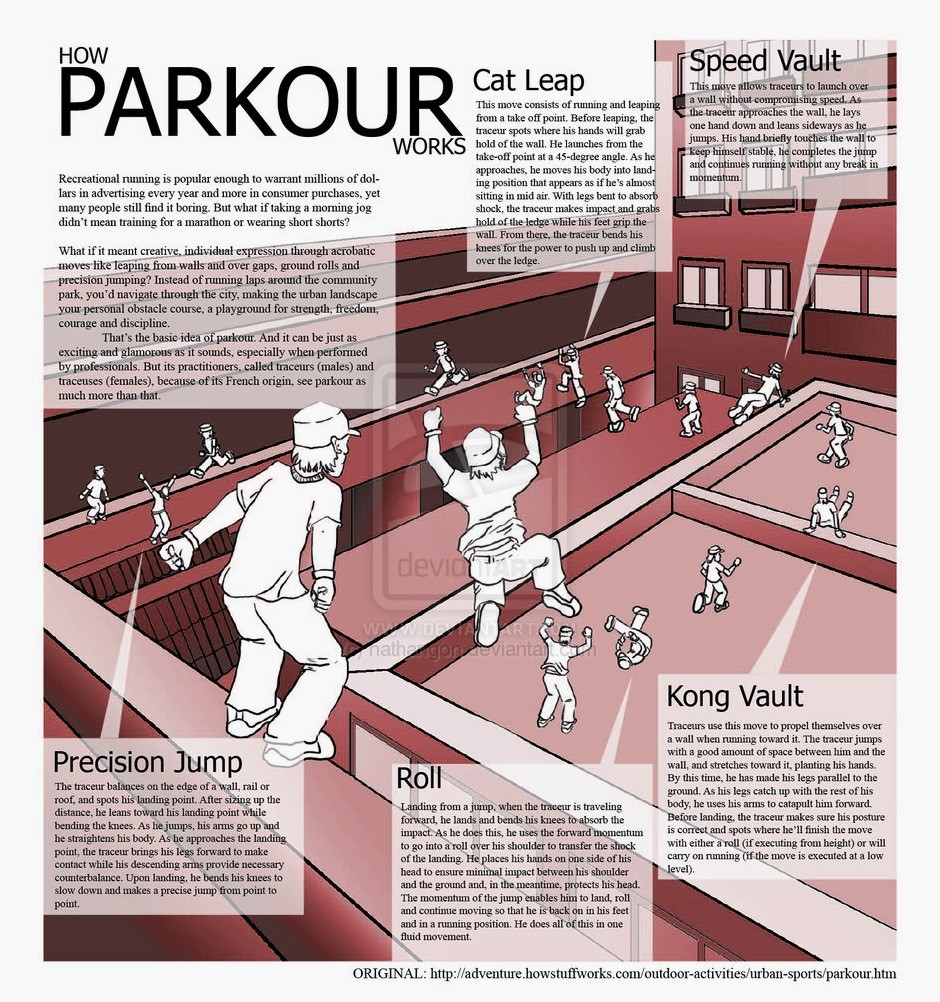 HOW
PARKOUR
WORKS
Recreational running is popular enough to warrant millions of dol-
lars in advertising every year and more in consumer purchases, yet
many people still find it boring. But what if taking a morning jog
didn't mean training for a marathon or wearing short shorts?
What if it meant creative, individual expression through acrobatic
moves like leaping from walls and over gaps, ground rolls and
precision jumping? Instead of running laps around the community
park, you'd navigate through the city, making the urban landscape
your personal obstacle course, a playground for strength, freedom,
courage and discipline.
That's the basic idea of parkour. And it can be just as
exciting and glamorous as it sounds, especially when performed
by professionals. But its practitioners, called traceurs (males) and
traceuses (females), because of its French origin, see parkour as
much more than that.
Cat Leap
This move consists of running and leaping
from a take off point. Before leaping, the
traceur spots where his hands will grab
hold of the wall. He launches from the
take-off point at a 45-degree angle. As he
approaches, he moves his body into land-
ing position that appears as if he's almost
sitting in mid air. With legs bent to absorb
shock, the traceur makes impact and grabs
hold of the ledge while his feet grip the
wall. From there, the traceur bends his
knees for the power to push up and climb
over the ledge.
Speed Vault
This move allows traceurs to launch over
a wall without compromising speed. As
the traceur approaches the wall, he lays
one hand down and leans sideways as he
jumps. His hand briefly touches the wall to
keep himself stable, he completes the jump
and continues running without any break in
momentum.
deviantART
WWW.DEVIANTART.COM
nathangon.deviantart.com
Precision Jump
The traceur balances on the edge of a wall, rail or
roof, and spots his landing point. After sizing up the
distance, he leans toward his landing point while
bending the knees. As he jumps, his arms go up and
he straightens his body. As he approaches the landing
point, the traceur brings his legs forward to make
contact while his descending arms provide necessary
counterbalance. Upon landing, he bends his knees to
slow down and makes a precise jump from point to
point.
Roll
Landing from a jump, when the traceur is traveling
forward, he lands and bends his knees to absorb the
impact. As he does this, he uses the forward momentum
to go into a roll over his shoulder to transfer the shock
of the landing. He places his hands on one side of his
head to ensure minimal impact between his shoulder
and the ground and, in the meantime, protects his head.
The momentum of the jump enables him to land, roll
and continue moving so that he is back on in his feet
and in a running position. He does all of this in one
fluid movement.
Kong Vault
Traceurs use this move to propel themselves over
a wall when running toward it. The traceur jumps
with a good amount of space between him and the
wall, and stretches toward it, planting his hands.
By this time, he has made his legs parallel to the
ground. As his legs catch up with the rest of his
body, he uses his arms to catapult him forward.
Before landing, the traceur makes sure his posture
is correct and spots where he'll finish the move
with either a roll (if executing from height) or will
carry on running (if the move is executed at a low
level).
ORIGINAL: http://adventure.howstuffworks.com/outdoor-activities/urban-sports/parkour.htm